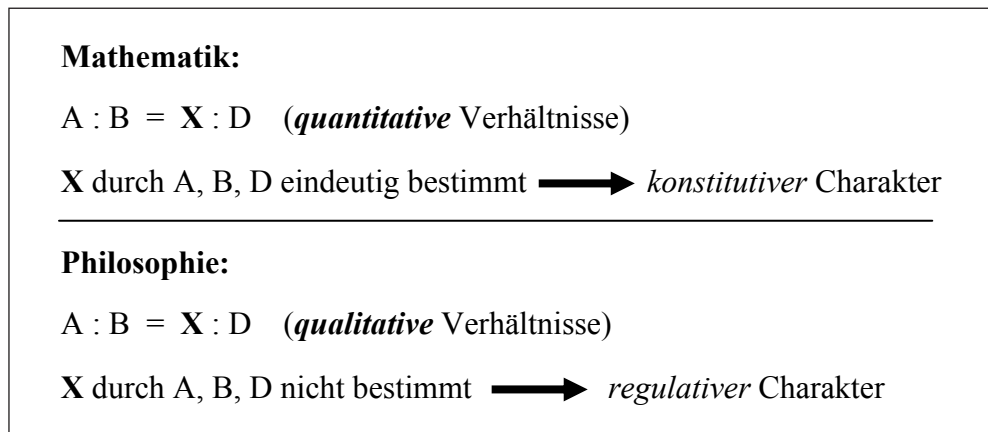 Mathematik:
A : B = X : D (quantitative Verhältnisse)
X durch A, B, D eindeutig bestimmt → konstitutiver Charakter
Philosophie:
A : B = X : D (qualitative Verhältnisse)
X durch A, B, D nicht bestimmt → regulativer Charakter